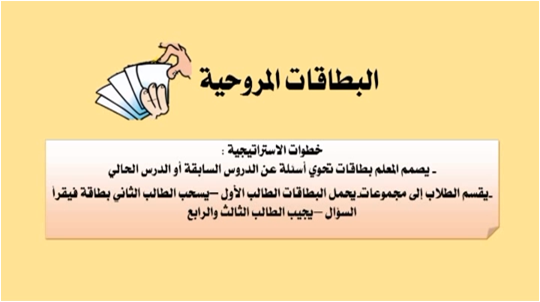 البطاقات المروحية
خطوات الاستراتيجية :
ـ يصمم المعلم بطاقات تحوي أسئلة عن الدروس السابقة أو الدرس الحالي
ـيقسم الطلاب إلى مجموعاتـ يحمل البطاقات الطالب الأول –يسحب الطالب الثاني بطاقة فيقرأ
السؤال –يجيب الطالب الثالث والرابع